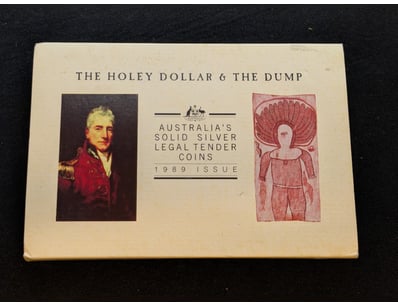 THE HOLEY DOLLAR & THE DUMP
AUSTRALIA'S
SOLID SILVER
LEGAL TENDER
COINS
1989 ISSUE